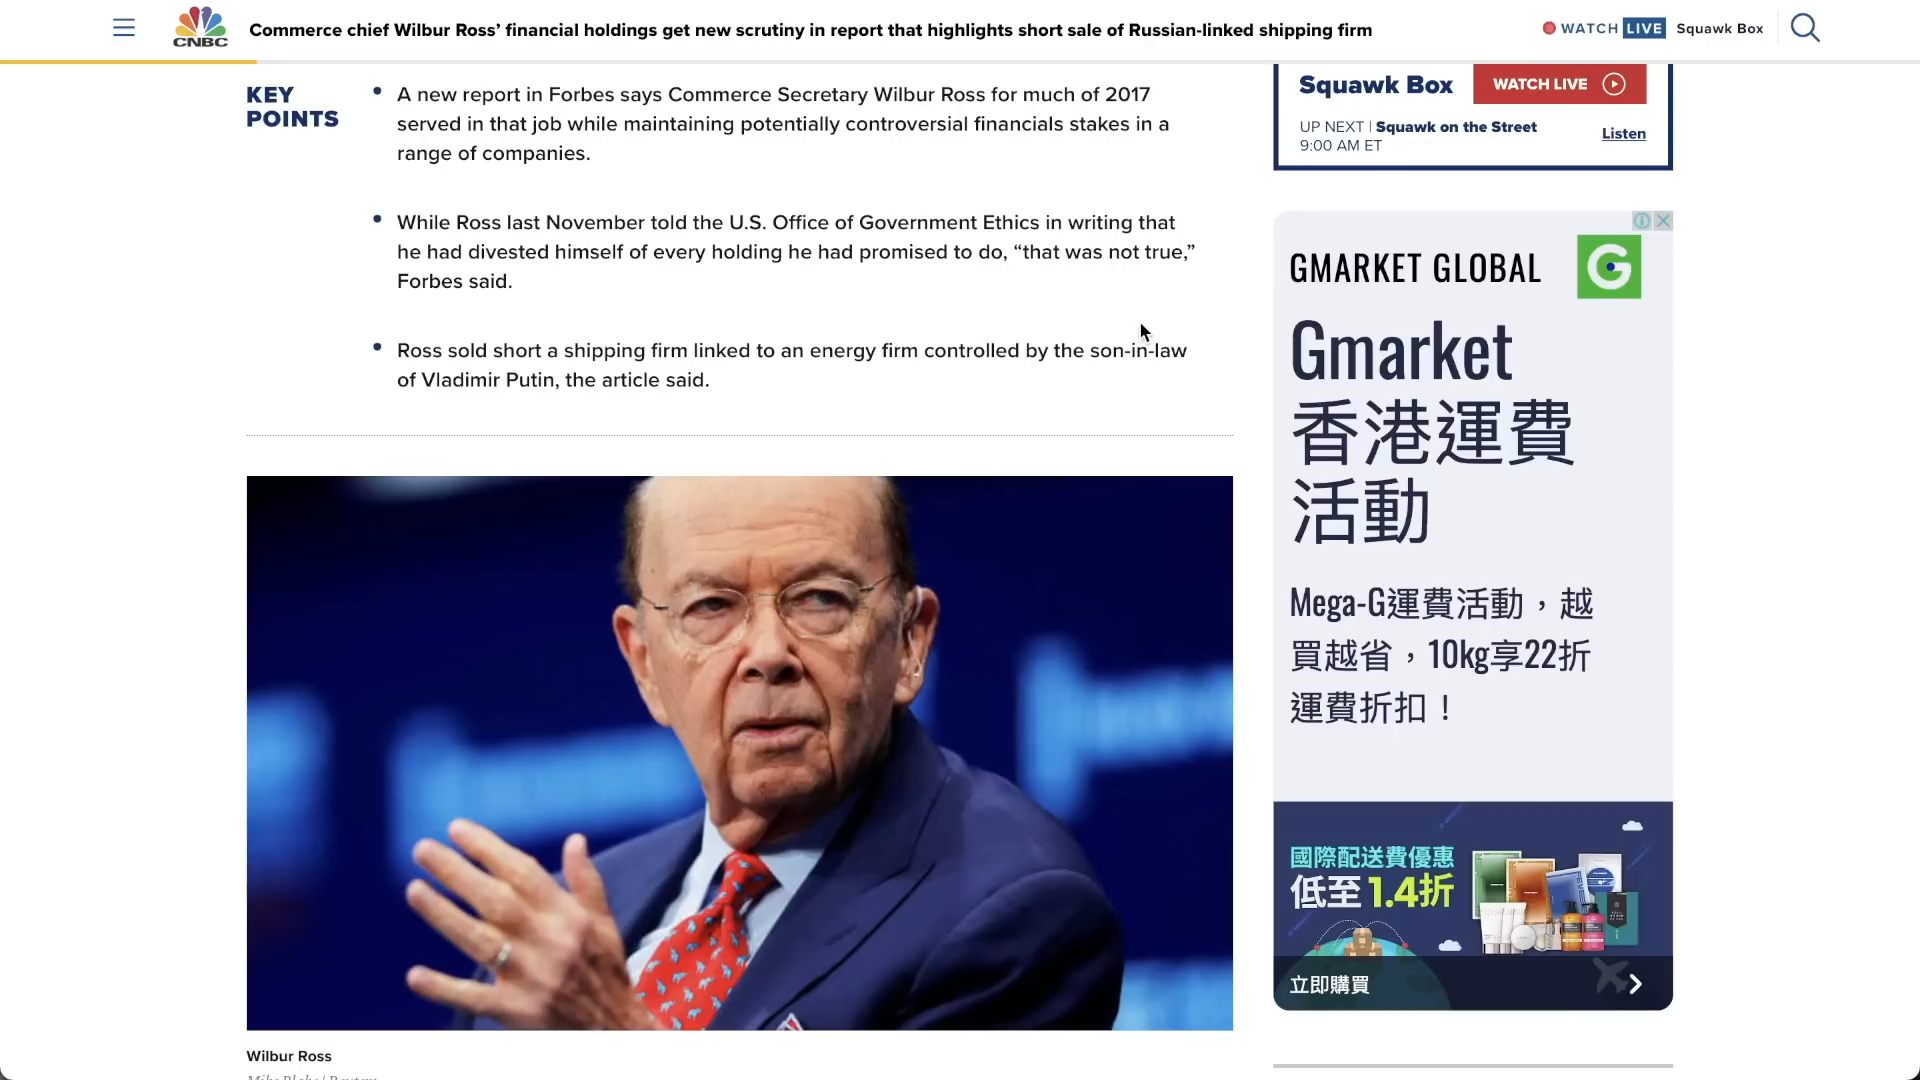 CNBC
Commerce chief Wilbur Ross’ financial holdings get new scrutiny in report that highlights short sale of Russian-linked shipping firm
WATCH LIVE Squawk Box
KEY
POINTS
A new report in Forbes says Commerce Secretary Wilbur Ross for much of 2017
served in that job while maintaining potentially controversial financials stakes in a
range of companies.
While Ross last November told the U.S. Office of Government Ethics in writing that
he had divested himself of every holding he had promised to do, “that was not true,”
Forbes said.
Ross sold short a shipping firm linked to an energy firm controlled by the son-in-law
of Vladimir Putin, the article said.
Wilbur Ross
Squawk Box
WATCH LIVE
UP NEXT | Squawk on the Street
9:00 AM ET
Listen
GMARKET GLOBAL
G
Gmarket
香港運費
活動
Mega-G運費活動，越
買越省，10kg享22折
運費折扣！
國際配送費優惠
低至1.4折
立即購買